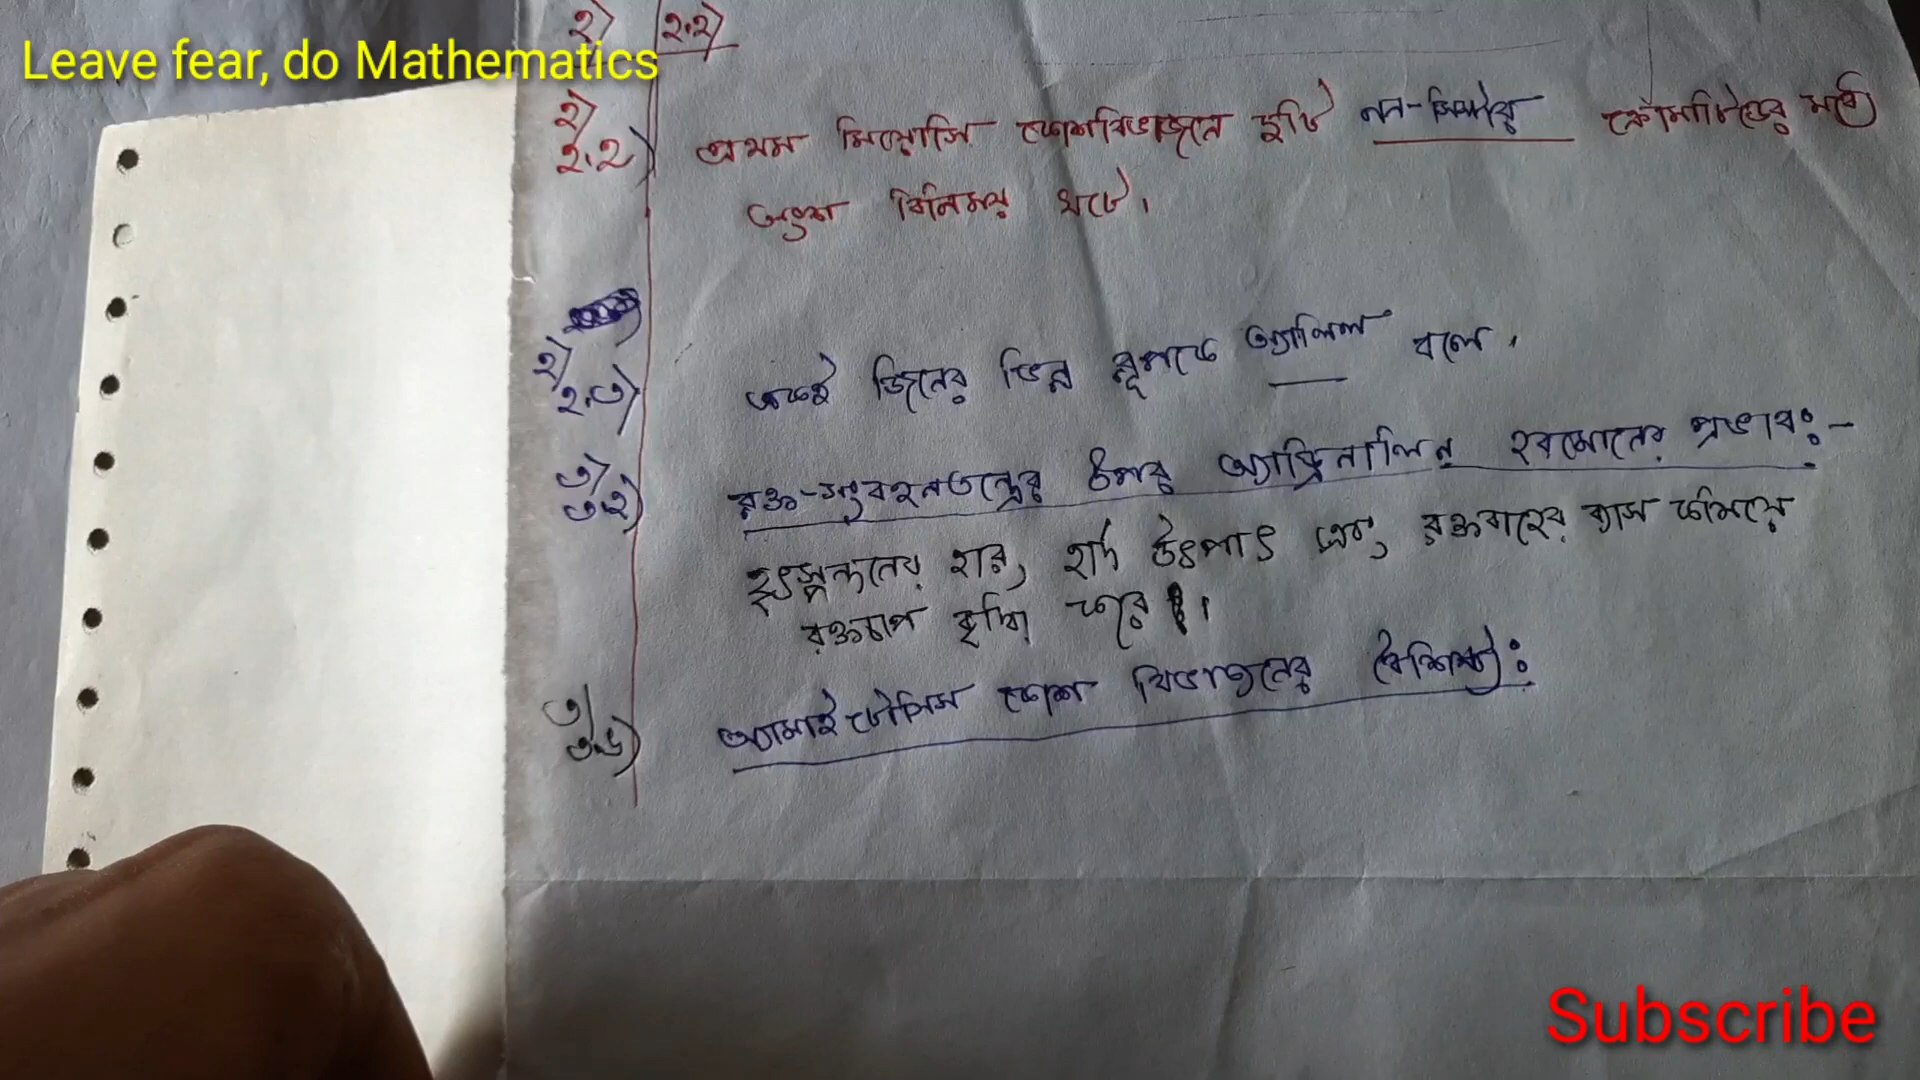 ২) ২.২)
Leave fear, do Mathematics
২)
২.২) প্রথম মিয়োসি কোশবিভাজনে দুটি নন-সিস্টার ক্রোমাটিডের মধ্যে
অংশ বিনিময় ঘটে।
২)
২.৩) একই জিনের ভিন্ন রূপকে অ্যালিল বলে।
৩)
৩.২) রক্ত-সংবহনতন্ত্রের উপর অ্যাড্রিনালিন হরমোনের প্রভাবঃ-
হৃৎস্পন্দনের হার, হার্দ উৎপাৎ এবং রক্তবাহের ব্যাস কমিয়ে
রক্তচাপ বৃদ্ধি করে।
৩)
৩.৬) অ্যামাইটোসিস কোশ বিভাজনের বৈশিষ্ট্য:
Subscribe